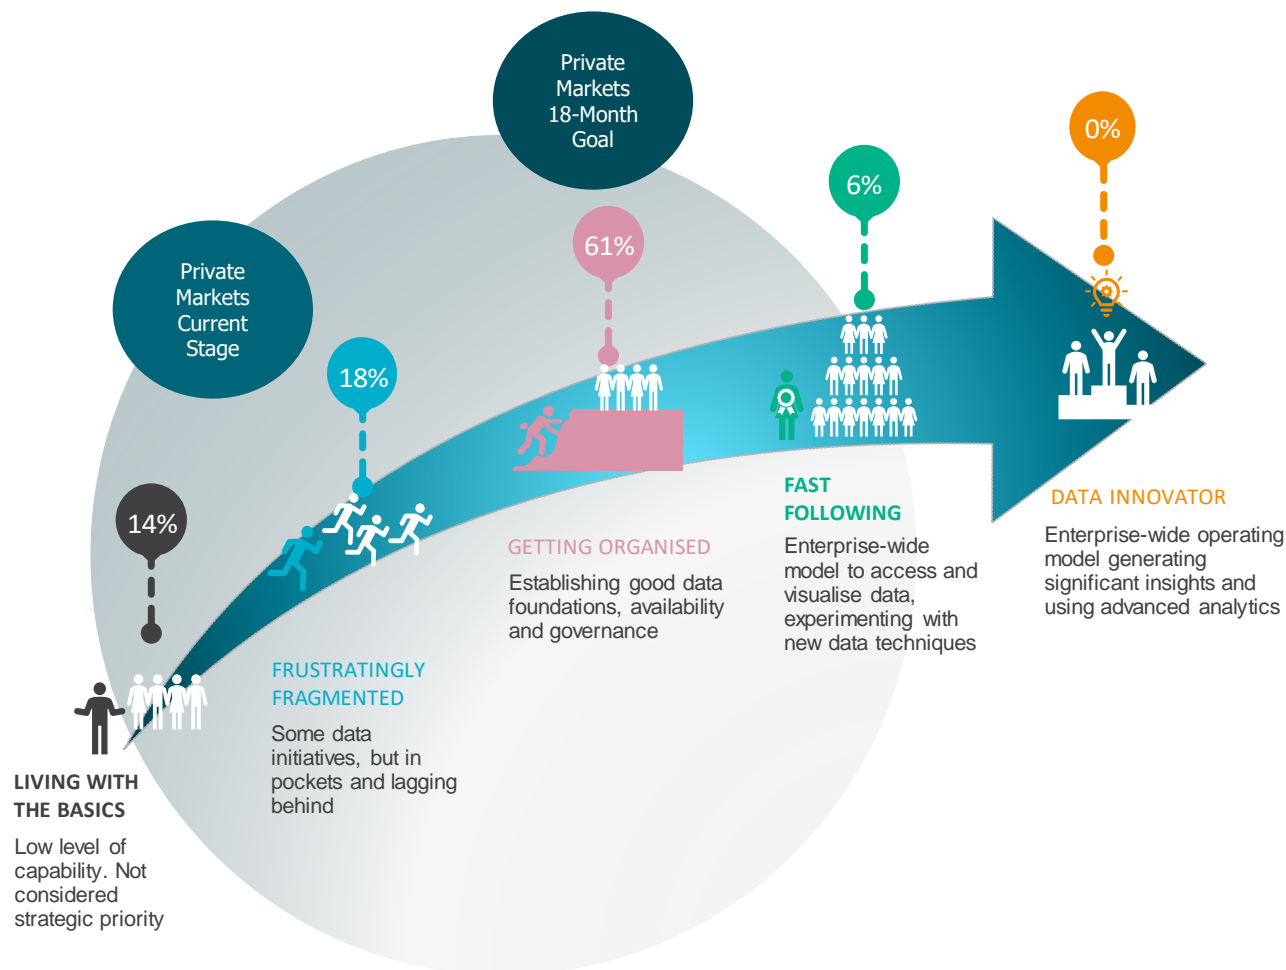 Private
Markets
18-Month
Goal
0%
6%
61%
Private
Markets
Current
Stage
18%
14%
LIVING WITH
THE BASICS
Low level of
capability. Not
considered
strategic priority
FRUSTRATINGLY
FRAGMENTED
Some data
initiatives, but in
pockets and lagging
behind
GETTING ORGANISED
Establishing good data
foundations, availability
and governance
FAST
FOLLOWING
Enterprise-wide
model to access and
visualise data,
experimenting with
new data techniques
DATA INNOVATOR
Enterprise-wide operating
model generating
significant insights and
using advanced analytics